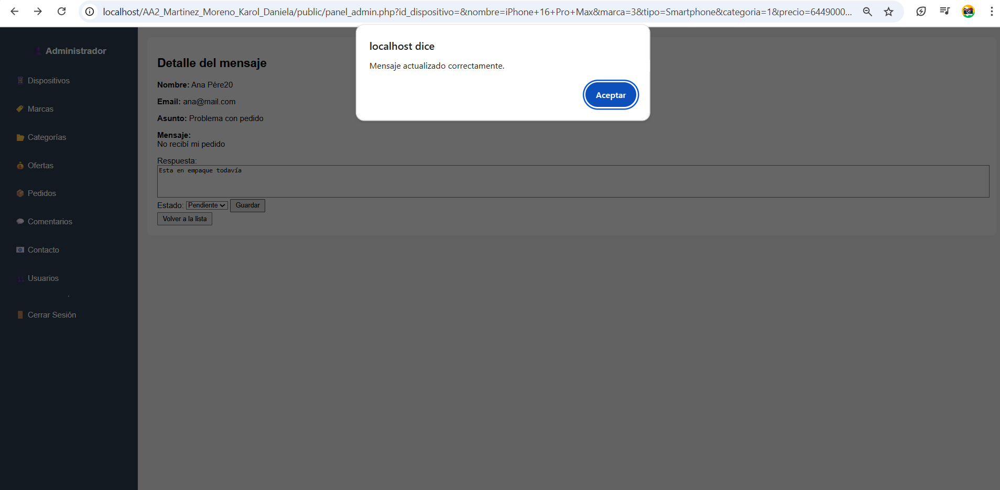 localhost/AA2_Martinez_Moreno_Karol_Daniela/public/panel_admin.php?id_dispositivo=&nombre=iPhone+16+Pro+Max&marca=3&tipo=Smartphone&categoria=1&precio=6449000...
localhost dice
Mensaje actualizado correctamente.
Aceptar
Administrador
Dispositivos
Marcas
Categorías
Ofertas
Pedidos
Comentarios
Contacto
Usuarios
.
Cerrar Sesión
Detalle del mensaje
Nombre: Ana Pére20
Email: ana@mail.com
Asunto: Problema con pedido
Mensaje:
No recibí mi pedido
Respuesta:
Esta en empaque todavía
Estado: Pendiente Guardar
Volver a la lista